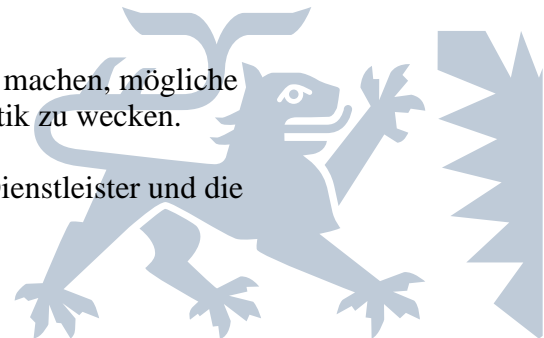 machen, mögliche
tik zu wecken.
ienstleister und die